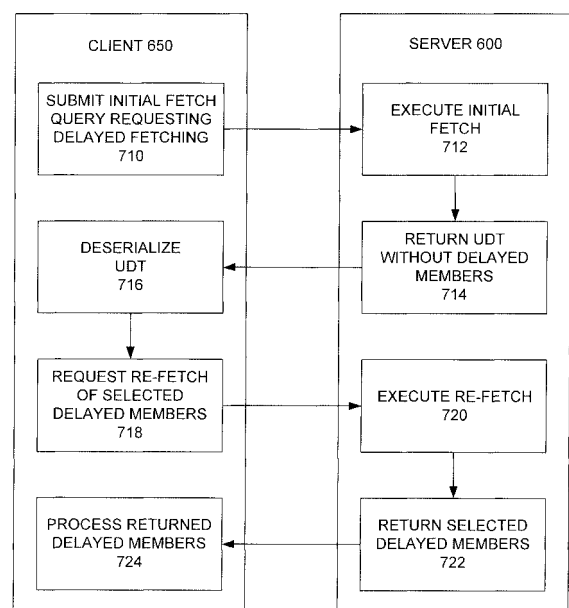 CLIENT 650
SERVER 600
SUBMIT INITIAL FETCH
QUERY REQUESTING
DELAYED FETCHING
710
EXECUTE INITIAL
FETCH
712
RETURN UDT
WITHOUT DELAYED
MEMBERS
714
DESERIALIZE
UDT
716
REQUEST RE-FETCH
OF SELECTED
DELAYED MEMBERS
718
EXECUTE RE-FETCH
720
RETURN SELECTED
DELAYED MEMBERS
722
PROCESS RETURNED
DELAYED MEMBERS
724